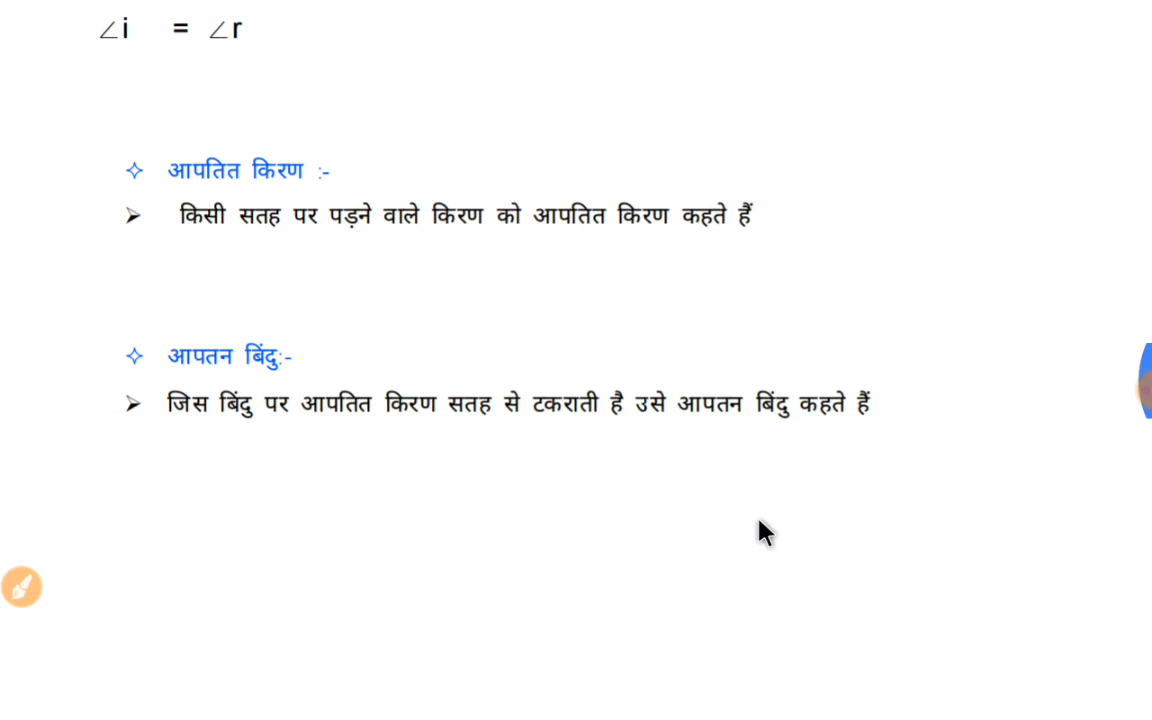 ∠i = ∠r
✧ आपतित किरण :-
➢ किसी सतह पर पड़ने वाले किरण को आपतित किरण कहते हैं
✧ आपतन बिंदु:-
➢ जिस बिंदु पर आपतित किरण सतह से टकराती है उसे आपतन बिंदु कहते हैं